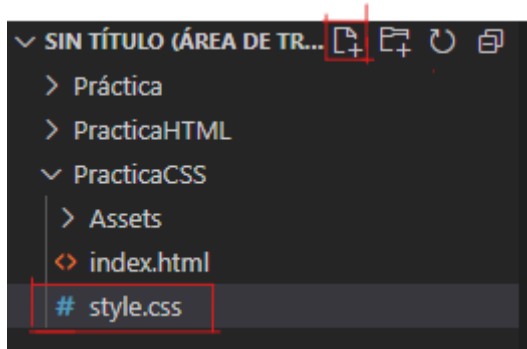 SIN TÍTULO (ÁREA DE TR...
Práctica
PracticaHTML
PracticaCSS
Assets
<> index.html
# style.css